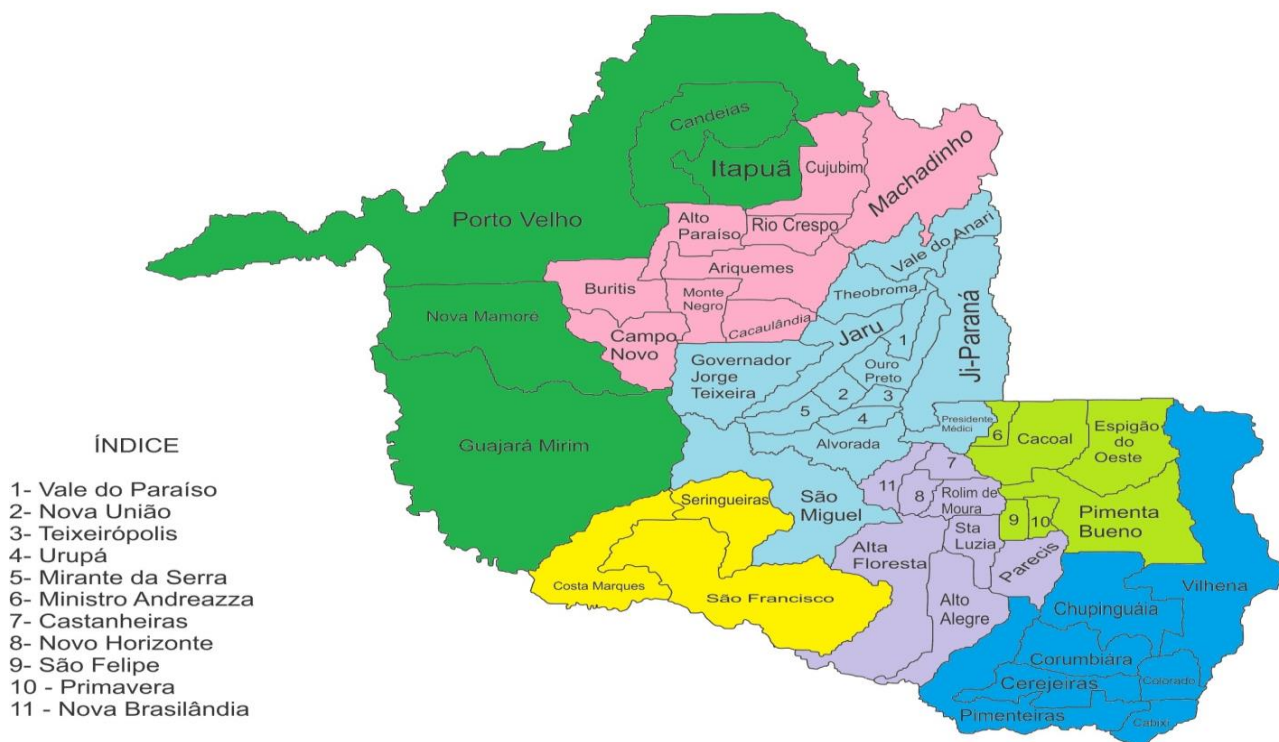 Candeias
Itapuã
Cujubim
Machadinho
Porto Velho
Alto
Paraíso
Rio Crespo
Vale do Anari
Ariquemes
Buritis
Monte
Negro
Theobroma
Nova Mamoré
Cacaulândia
Campo
Novo
Jaru
1
Ji-Paraná
Governador
Jorge
Teixeira
Ouro
Preto
2
3
5
4
Presidente
Médici
6
Cacoal
Espigão
do
Oeste
Guajará Mirim
Alvorada
7
Seringueiras
São
Miguel
11
8
Rolim de
Moura
9
10
Pimenta
Bueno
Alta
Floresta
Sta
Luzia
Parecis
Costa Marques
São Francisco
Alto
Alegre
Vilhena
Chupinguáia
Corumbiára
Cerejeiras
Colorado
Pimenteiras
Cabixi
ÍNDICE
1- Vale do Paraíso
2- Nova União
3- Teixeirópolis
4- Urupá
5- Mirante da Serra
6- Ministro Andreazza
7- Castanheiras
8- Novo Horizonte
9- São Felipe
10 - Primavera
11 - Nova Brasilândia